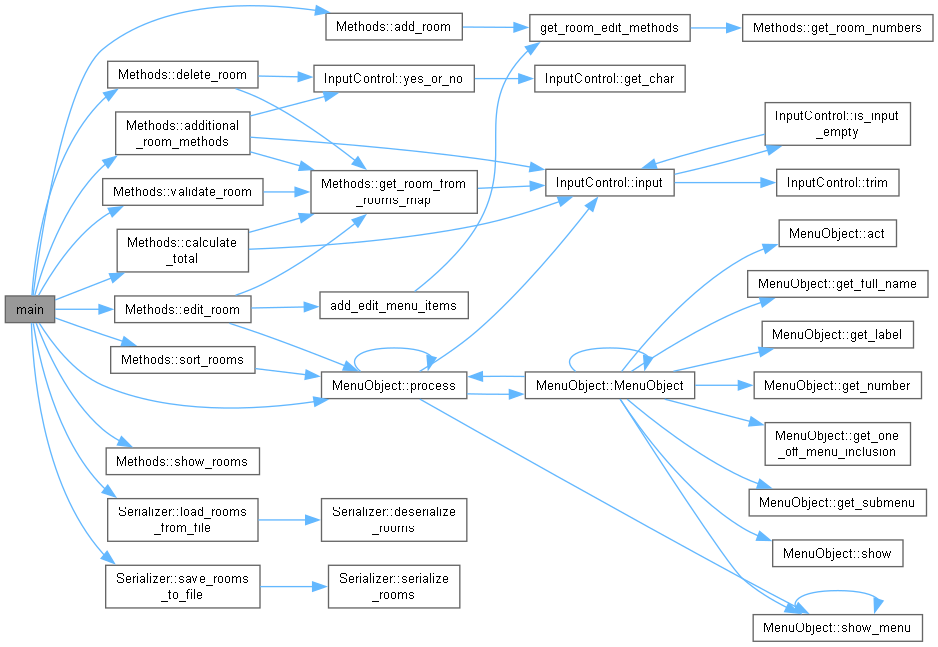 main
Methods::add_room
Methods::delete_room
Methods::additional
_room_methods
Methods::validate_room
Methods::calculate
_total
Methods::edit_room
Methods::sort_rooms
Methods::show_rooms
Serializer::load_rooms
_from_file
Serializer::save_rooms
_to_file
InputControl::yes_or_no
Methods::get_room_from
_rooms_map
add_edit_menu_items
MenuObject::process
Serializer::deserialize
_rooms
Serializer::serialize
_rooms
get_room_edit_methods
InputControl::get_char
InputControl::input
MenuObject::MenuObject
Methods::get_room_numbers
InputControl::is_input
_empty
InputControl::trim
MenuObject::act
MenuObject::get_full_name
MenuObject::get_label
MenuObject::get_number
MenuObject::get_one
_off_menu_inclusion
MenuObject::get_submenu
MenuObject::show
MenuObject::show_menu